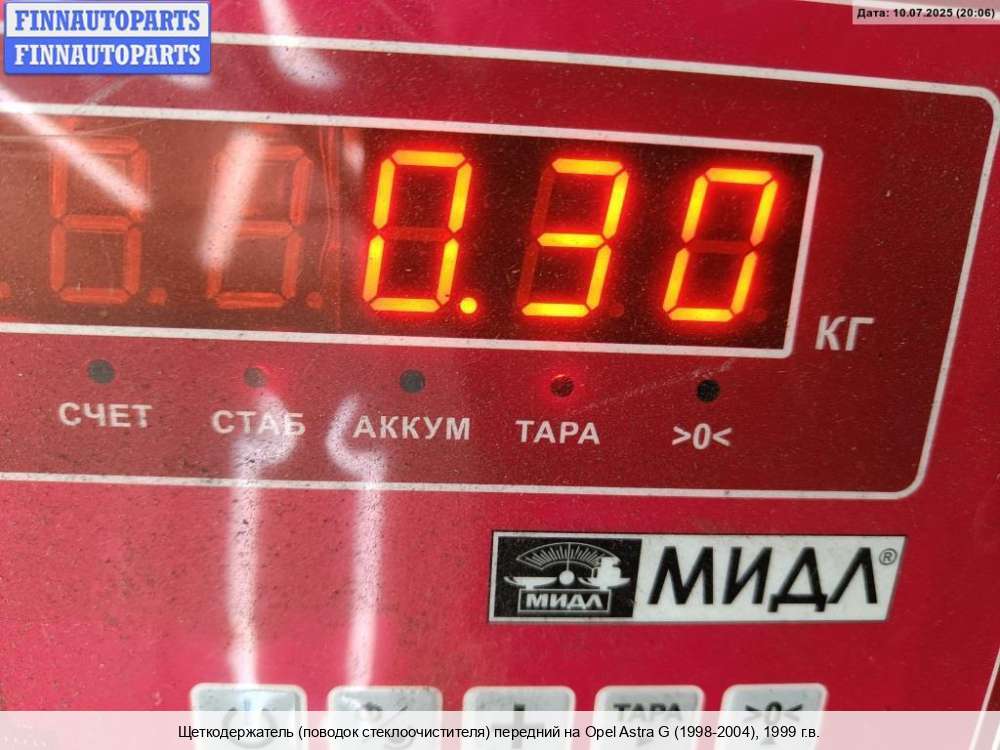 FINNAUTOPARTS
FINNAUTOPARTS
Дата: 10.07.2025 (20:06)
0.30
КГ
СЧЕТ СТАБ АККУМ ТАРА >0<
МИДЛ МИДЛ®
ТАРА >0<
Щеткодержатель (поводок стеклоочистителя) передний на Opel Astra G (1998-2004), 1999 г.в.